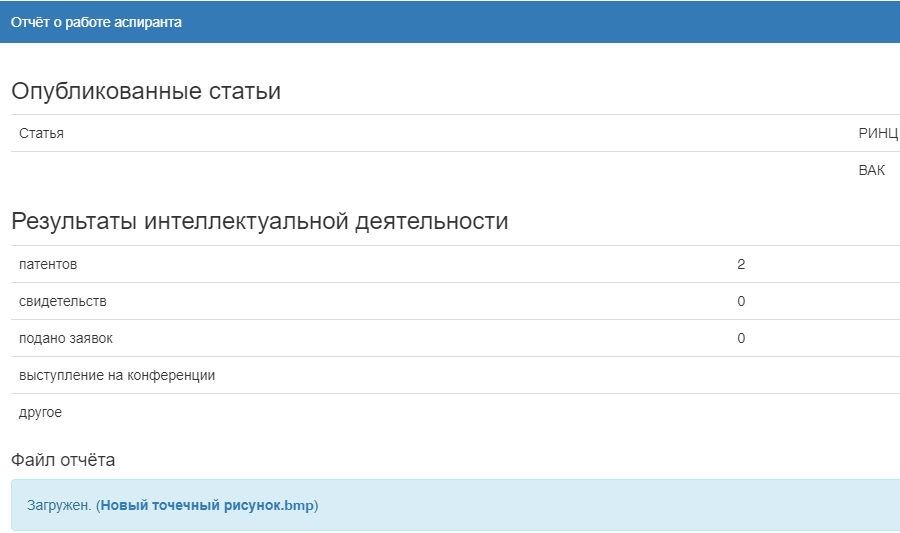 Отчёт о работе аспиранта
Опубликованные статьи
Статья РИНЦ
ВАК
Результаты интеллектуальной деятельности
патентов 2
свидетельств 0
подано заявок 0
выступление на конференции
другое
Файл отчёта
Загружен. (Новый точечный рисунок.bmp)